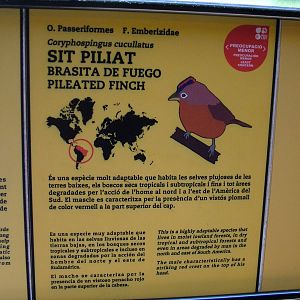 O. Passeriformes F. Emberizidae
Coryphospingus cucullatus
SIT PILIAT
BRASITA DE FUEGO
PILEATED FINCH
PREOCUPACIÓ
MENOR
PREOCUPACIÓN
MENOR
LEAST
CONCERN
És una espècie molt adaptable que habita les selves plujoses de les
terres baixes, els boscos secs tropicals i subtropicals i fins i tot àrees
degradades per l'acció de l'home al nord i a l'est de l'Amèrica del
Sud. El mascle es caracteritza per la presència d'un vistós plomall
de color vermell a la part superior del cap.
Es una especie muy adaptable que
habita en las selvas lluviosas de las
tierras bajas, en los bosques secos
tropicales y subtropicales e incluso en
zonas degradadas por la acción del
hombre del norte y el este de
Sudamérica.
El macho se caracteriza por la
presencia de un vistoso penacho rojo
en la parte superior de la cabeza.
This is a highly adaptable species that
lives in moist lowland forests, in dry
tropical and subtropical forests and
even in areas degraded by man in the
north and east of South America.
The male characteristically has a
striking red crest on the top of his
head.